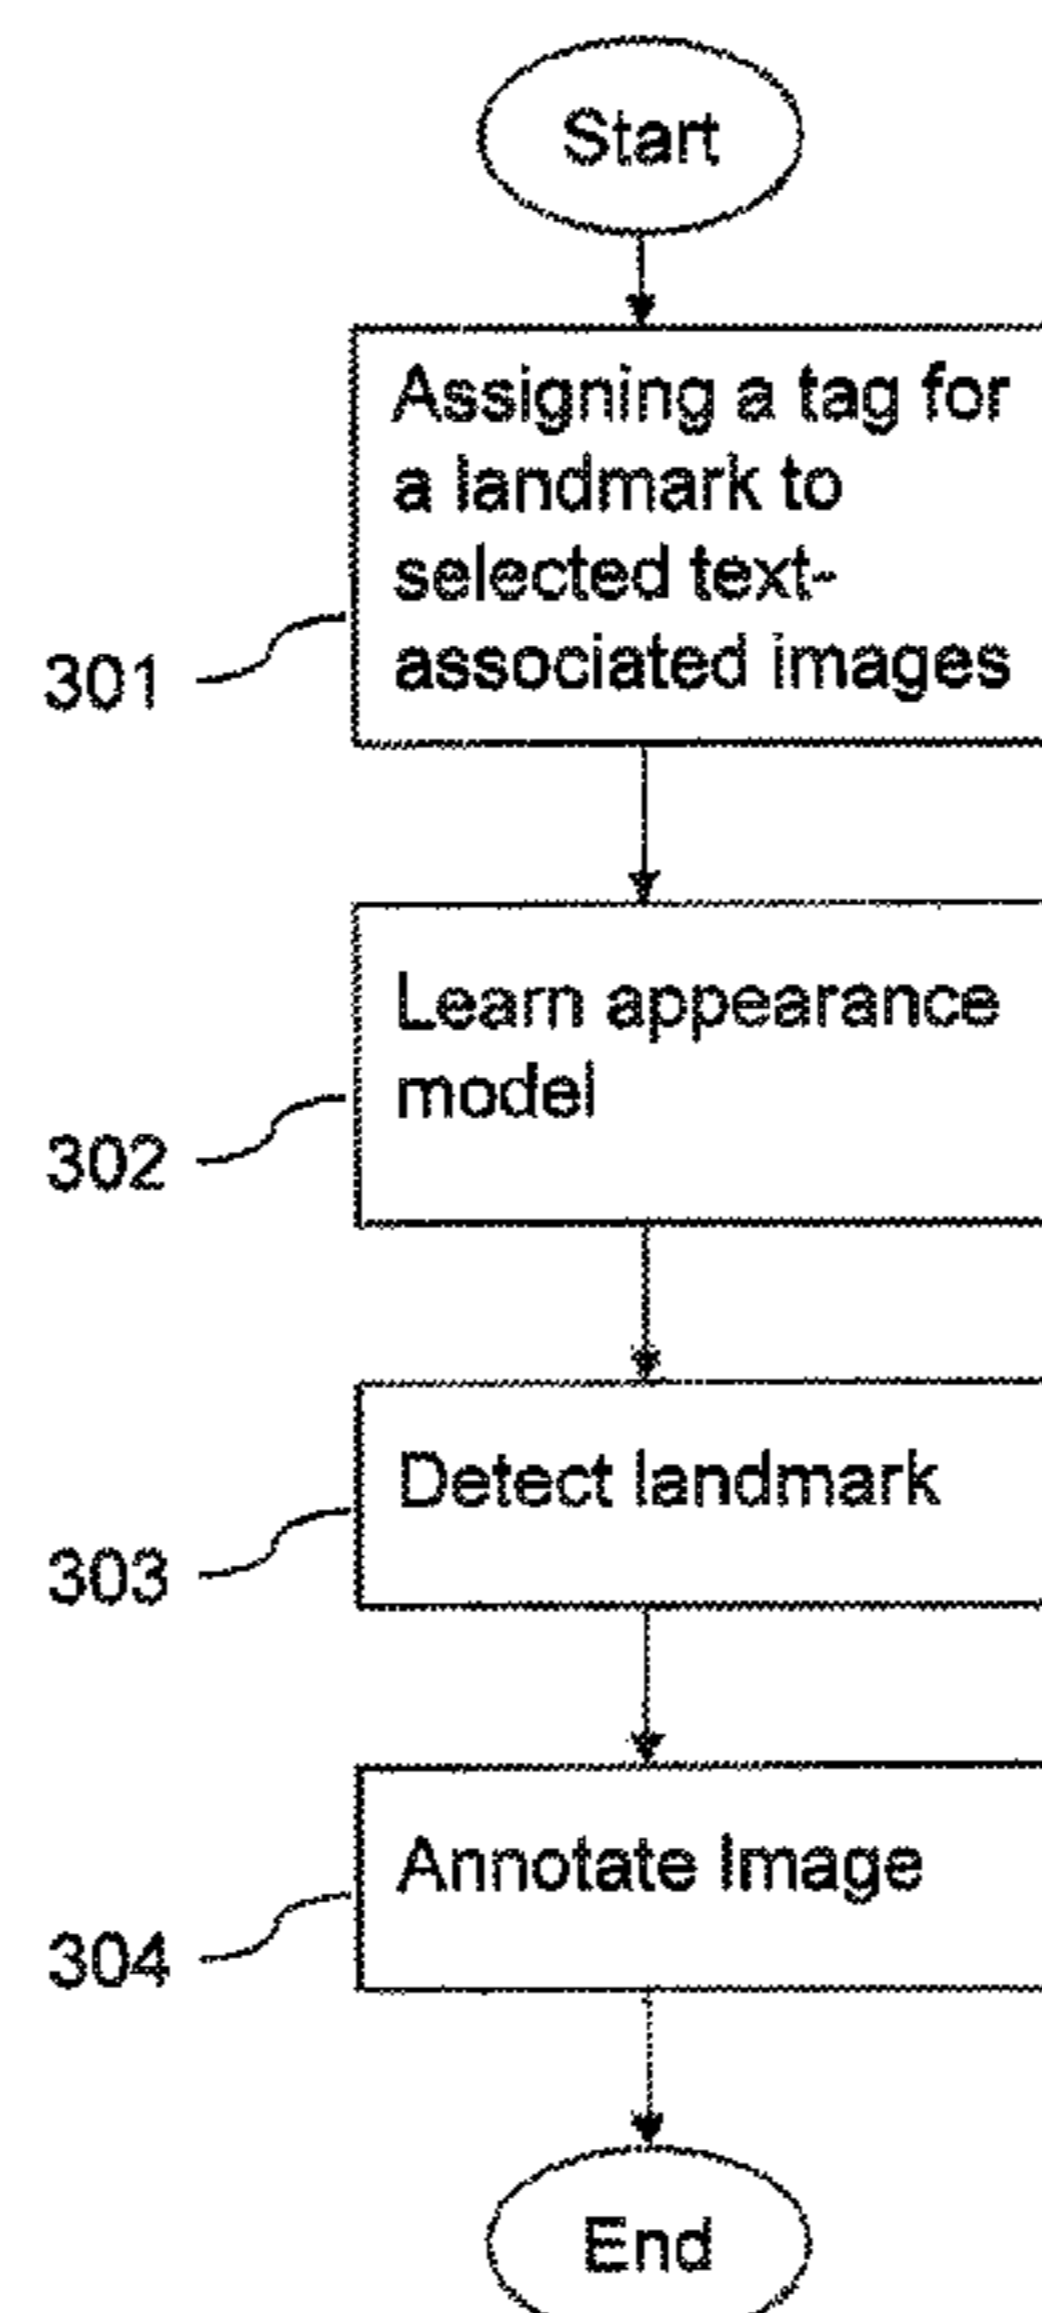 Start
Assigning a tag for
a landmark to
selected text-
associated images
301
Learn appearance
model
302
Detect landmark
303
Annotate Image
304
End